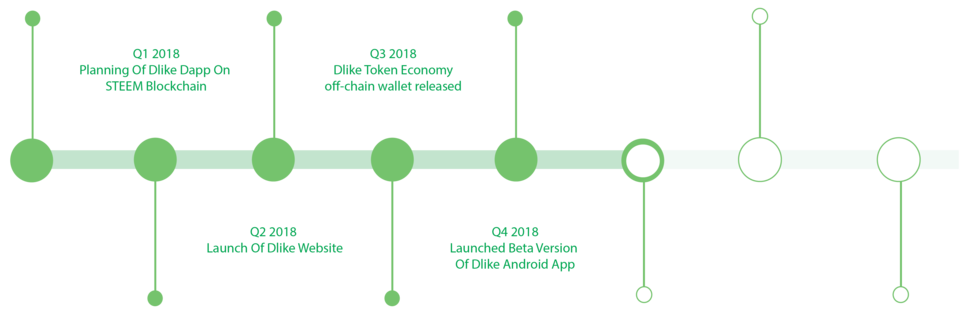 Q1 2018
Planning Of Dlike Dapp On
STEEM Blockchain
Q2 2018
Launch Of Dlike Website
Q3 2018
Dlike Token Economy
off-chain wallet released
Q4 2018
Launched Beta Version
Of Dlike Android App